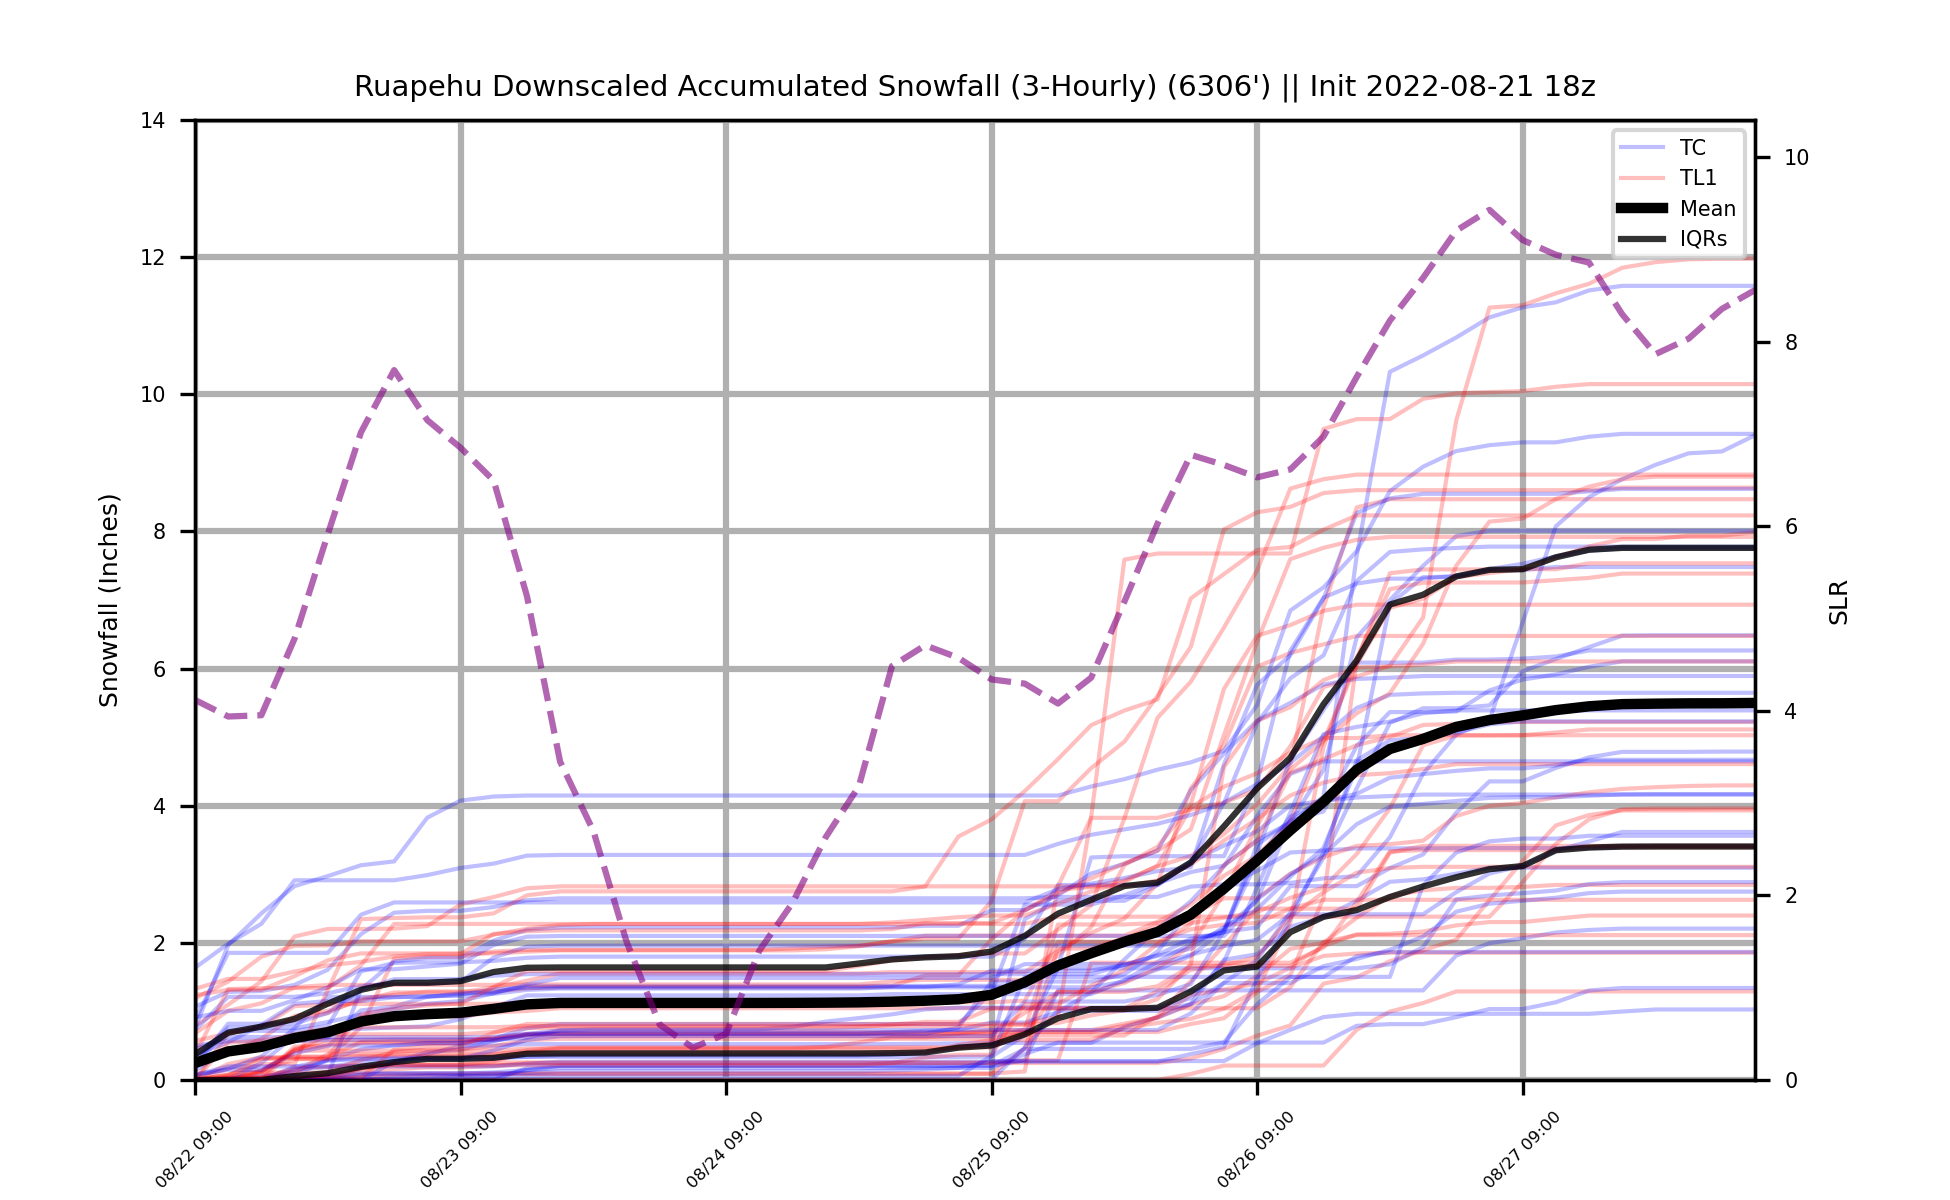 Ruapehu Downscaled Accumulated Snowfall (3-Hourly) (6306') || Init 2022-08-21 18z
TC
TL1
Mean
IQRs
Snowfall (Inches)
14
12
10
8
6
4
2
0
SLR
10
8
6
4
2
0
08/22 09:00
08/23 09:00
08/24 09:00
08/25 09:00
08/26 09:00
08/27 09:00